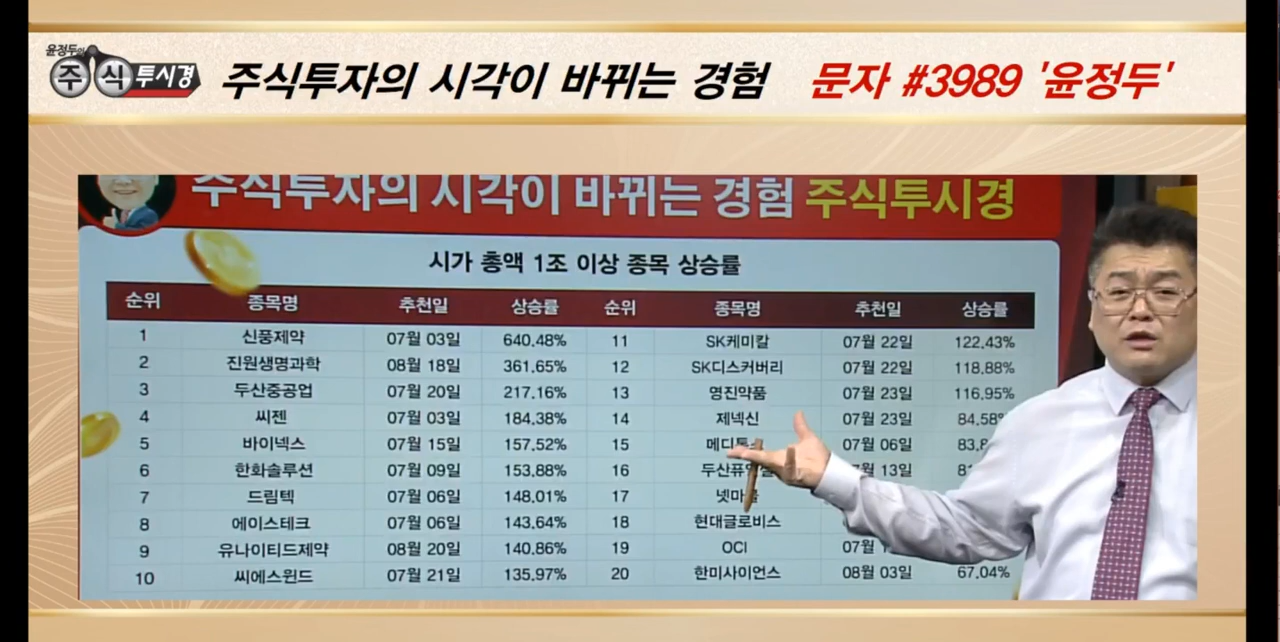 윤정두의
주식투시경
주식투자의 시각이 바뀌는 경험 문자 #3989 '윤정두'
주식투자의 시각이 바뀌는 경험 주식투시경
시가 총액 1조 이상 종목 상승률
순위 종목명 추천일 상승률 순위 종목명 추천일 상승률
1 신풍제약 07월 03일 640.48% 11 SK케미칼 07월 22일 122.43%
2 진원생명과학 08월 18일 361.65% 12 SK디스커버리 07월 22일 118.88%
3 두산중공업 07월 20일 217.16% 13 영진약품 07월 23일 116.95%
4 씨젠 07월 03일 184.38% 14 제넥신 07월 23일 84.58%
5 바이넥스 07월 15일 157.52% 15 07월 06일
6 한화솔루션 07월 09일 153.88% 16 13일
7 드림텍 07월 06일 148.01% 17
8 에이스테크 07월 06일 143.64% 18 현대글로비스
9 유나이티드제약 08월 20일 140.86% 19 OCI 07월
10 씨에스윈드 07월 21일 135.97% 20 한미사이언스 08월 03일 67.04%